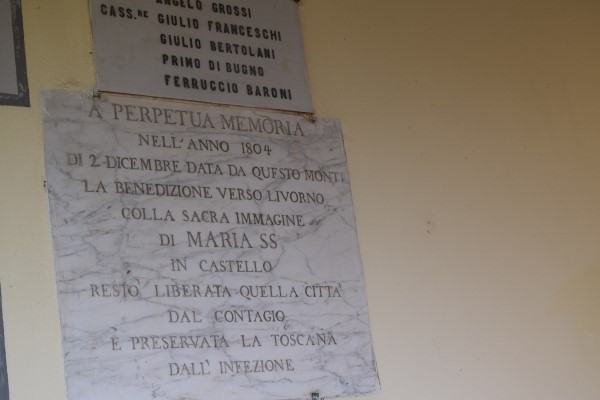 ANGELO GROSSI
CASS.RE GIULIO FRANCESCHI
GIULIO BERTOLANI
PRIMO DI BUGNO
FERRUCCIO BARONI
A PERPETUA MEMORIA
NELL'ANNO 1804
DI 2 DICEMBRE DATA DA QUESTO MONTE
LA BENEDIZIONE VERSO LIVORNO
COLLA SACRA IMMAGINE
DI MARIA SS
IN CASTELLO
RESTÒ LIBERATA QUELLA CITTÀ
DAL CONTAGIO
È PRESERVATA LA TOSCANA
DALL' INFEZIONE